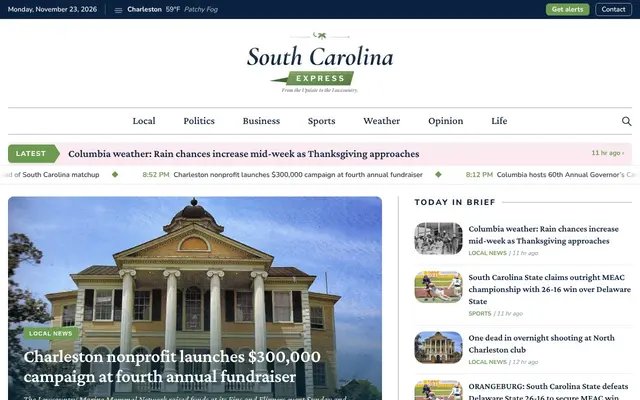 Monday, November 23, 2026
Charleston 59°F Patchy Fog
Get alerts
Contact
South Carolina
EXPRESS
From the Upstate to the Lowcountry.
Local
Politics
Business
Sports
Weather
Opinion
Life
LATEST
Columbia weather: Rain chances increase mid-week as Thanksgiving approaches
11 hr ago ›
ad of South Carolina matchup
8:52 PM Charleston nonprofit launches $300,000 campaign at fourth annual fundraiser
8:12 PM Columbia hosts 60th Annual Governor's
LOCAL NEWS
Charleston nonprofit launches $300,000
campaign at fourth annual fundraiser
TODAY IN BRIEF
Columbia weather: Rain chances increase
mid-week as Thanksgiving approaches
LOCAL NEWS / 11 hr ago
South Carolina State claims outright MEAC
championship with 26-16 win over Delaware
State
SPORTS / 11 hr ago
One dead in overnight shooting at North
Charleston club
LOCAL NEWS / 12 hr ago
ORANGEBURG: South Carolina State defeats
Delaware State 26-16 to secure MEAC win